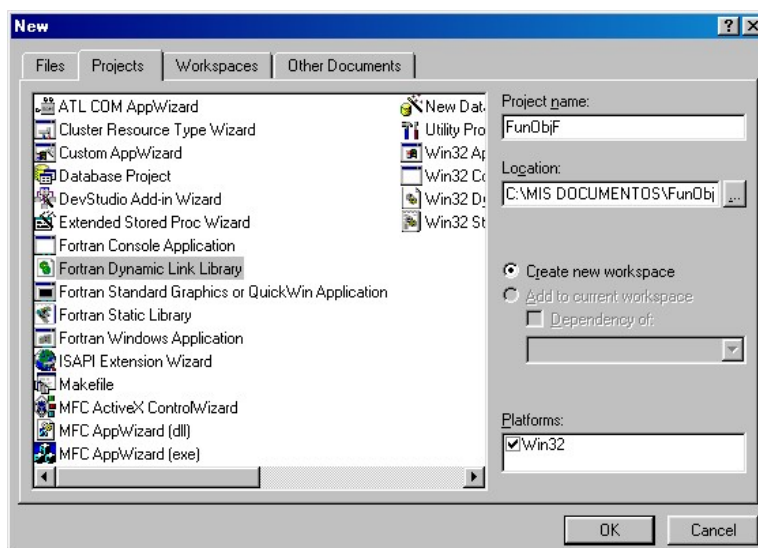 New
Files Projects Workspaces Other Documents
ATL COM AppWizard
Cluster Resource Type Wizard
Custom AppWizard
Database Project
DevStudio Add-in Wizard
Extended Stored Proc Wizard
Fortran Console Application
Fortran Dynamic Link Library
Fortran Standard Graphics or QuickWin Application
Fortran Static Library
Fortran Windows Application
ISAPI Extension Wizard
Makefile
MFC ActiveX ControlWizard
MFC AppWizard (dll)
MFC AppWizard (exe)
New Dat
Utility Pro
Win32 Ap
Win32 Co
Win32 Dy
Win32 St
Project name:
FunObjF
Location:
C:\MIS DOCUMENTOS\FunObj
...
Create new workspace
Add to current workspace
Dependency of:
Platforms:
Win32
OK Cancel